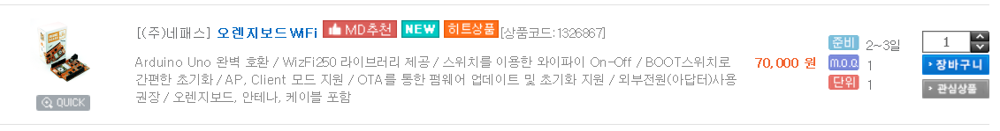 [(주)네패스] 오렌지보드WiFi MD추천 NEW 히트상품 [상품코드:1326867]
Arduino Uno 완벽 호환 / WizFi250 라이브러리 제공 / 스위치를 이용한 와이파이 On-Off / BOOT스위치로
간편한 초기화 / AP, Client 모드 지원 / OTA를 통한 펌웨어 업데이트 및 초기화 지원 / 외부전원(아답터)사용
권장 / 오렌지보드, 안테나, 케이블 포함
QUICK
70,000 원
준비 2~3일
m.o.q 1
단위 1
1
장바구니
관심상품